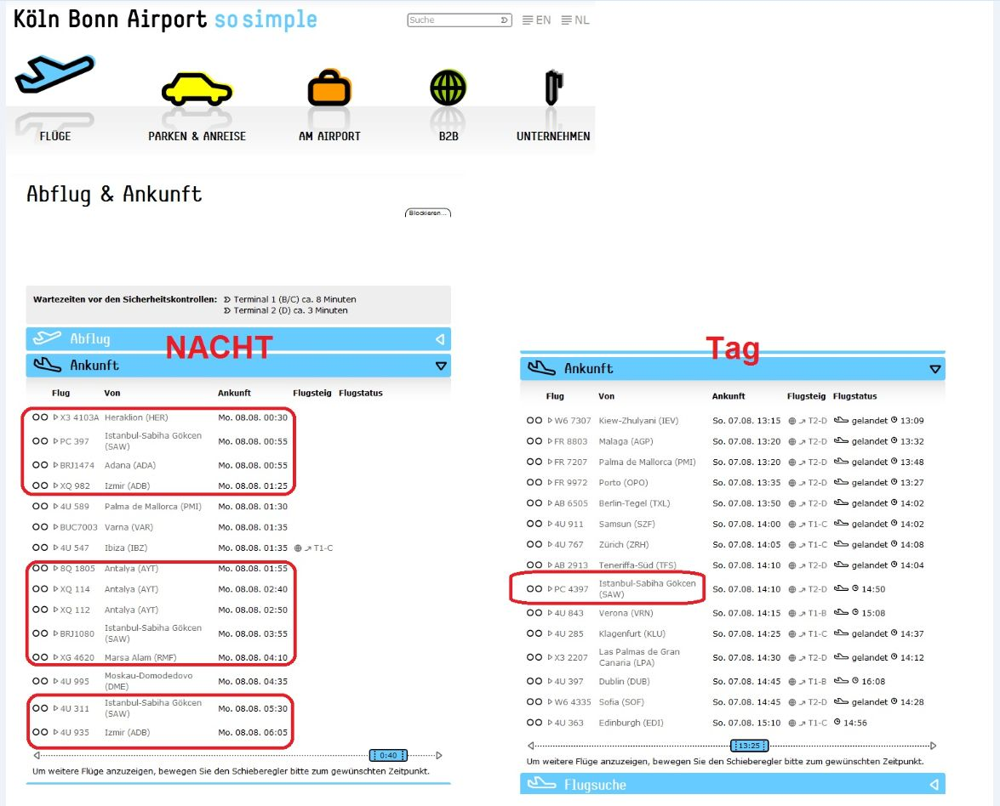 Köln Bonn Airport so simple
Suche
EN NL
FLÜGE PARKEN & ANREISE AM AIRPORT B2B UNTERNEHMEN
Abflug & Ankunft
Blockieren...
Wartezeiten vor den Sicherheitskontrollen: Terminal 1 (B/C) ca. 8 Minuten
Terminal 2 (D) ca. 3 Minuten
Abflug
NACHT
Ankunft
Flug Von Ankunft Flugsteig Flugstatus
X3 4103A Heraklion (HER) Mo. 08.08. 00:30
PC 397 Istanbul-Sabiha Gökcen (SAW) Mo. 08.08. 00:55
BRJ1474 Adana (ADA) Mo. 08.08. 00:55
XQ 982 Izmir (ADB) Mo. 08.08. 01:25
4U 589 Palma de Mallorca (PMI) Mo. 08.08. 01:30
BUC7003 Varna (VAR) Mo. 08.08. 01:35
4U 547 Ibiza (IBZ) Mo. 08.08. 01:35 T1-C
8Q 1805 Antalya (AYT) Mo. 08.08. 01:55
XQ 114 Antalya (AYT) Mo. 08.08. 02:40
XQ 112 Antalya (AYT) Mo. 08.08. 02:50
BRJ1080 Istanbul-Sabiha Gökcen (SAW) Mo. 08.08. 03:55
XG 4620 Marsa Alam (RMF) Mo. 08.08. 04:10
4U 995 Moskau-Domodedovo (DME) Mo. 08.08. 04:35
4U 311 Istanbul-Sabiha Gökcen (SAW) Mo. 08.08. 05:30
4U 935 Izmir (ADB) Mo. 08.08. 06:05
0:40
Um weitere Flüge anzuzeigen, bewegen Sie den Schieberegler bitte zum gewünschten Zeitpunkt.
Tag
Ankunft
Flug Von Ankunft Flugsteig Flugstatus
W6 7307 Kiew-Zhulyani (IEV) So. 07.08. 13:15 T2-D gelandet 13:09
FR 8803 Malaga (AGP) So. 07.08. 13:20 T2-D gelandet 13:32
FR 7207 Palma de Mallorca (PMI) So. 07.08. 13:20 T2-D gelandet 13:48
FR 9972 Porto (OPO) So. 07.08. 13:35 T2-D gelandet 13:27
AB 6505 Berlin-Tegel (TXL) So. 07.08. 13:50 T2-D gelandet 14:02
4U 911 Samsun (SZF) So. 07.08. 14:00 T1-C gelandet 14:02
4U 767 Zürich (ZRH) So. 07.08. 14:05 T1-C gelandet 14:08
AB 2913 Teneriffa-Süd (TFS) So. 07.08. 14:10 T2-D gelandet 14:04
PC 4397 Istanbul-Sabiha Gökcen (SAW) So. 07.08. 14:10 T2-D 14:50
4U 843 Verona (VRN) So. 07.08. 14:15 T1-B 15:08
4U 285 Klagenfurt (KLU) So. 07.08. 14:25 T1-C gelandet 14:37
X3 2207 Las Palmas de Gran Canaria (LPA) So. 07.08. 14:30 T2-D gelandet 14:12
4U 397 Dublin (DUB) So. 07.08. 14:45 T1-B 16:08
W6 4335 Sofia (SOF) So. 07.08. 14:45 T2-D gelandet 14:28
4U 363 Edinburgh (EDI) So. 07.08. 15:10 T1-C 14:56
13:25
Um weitere Flüge anzuzeigen, bewegen Sie den Schieberegler bitte zum gewünschten Zeitpunkt.
Flugsuche